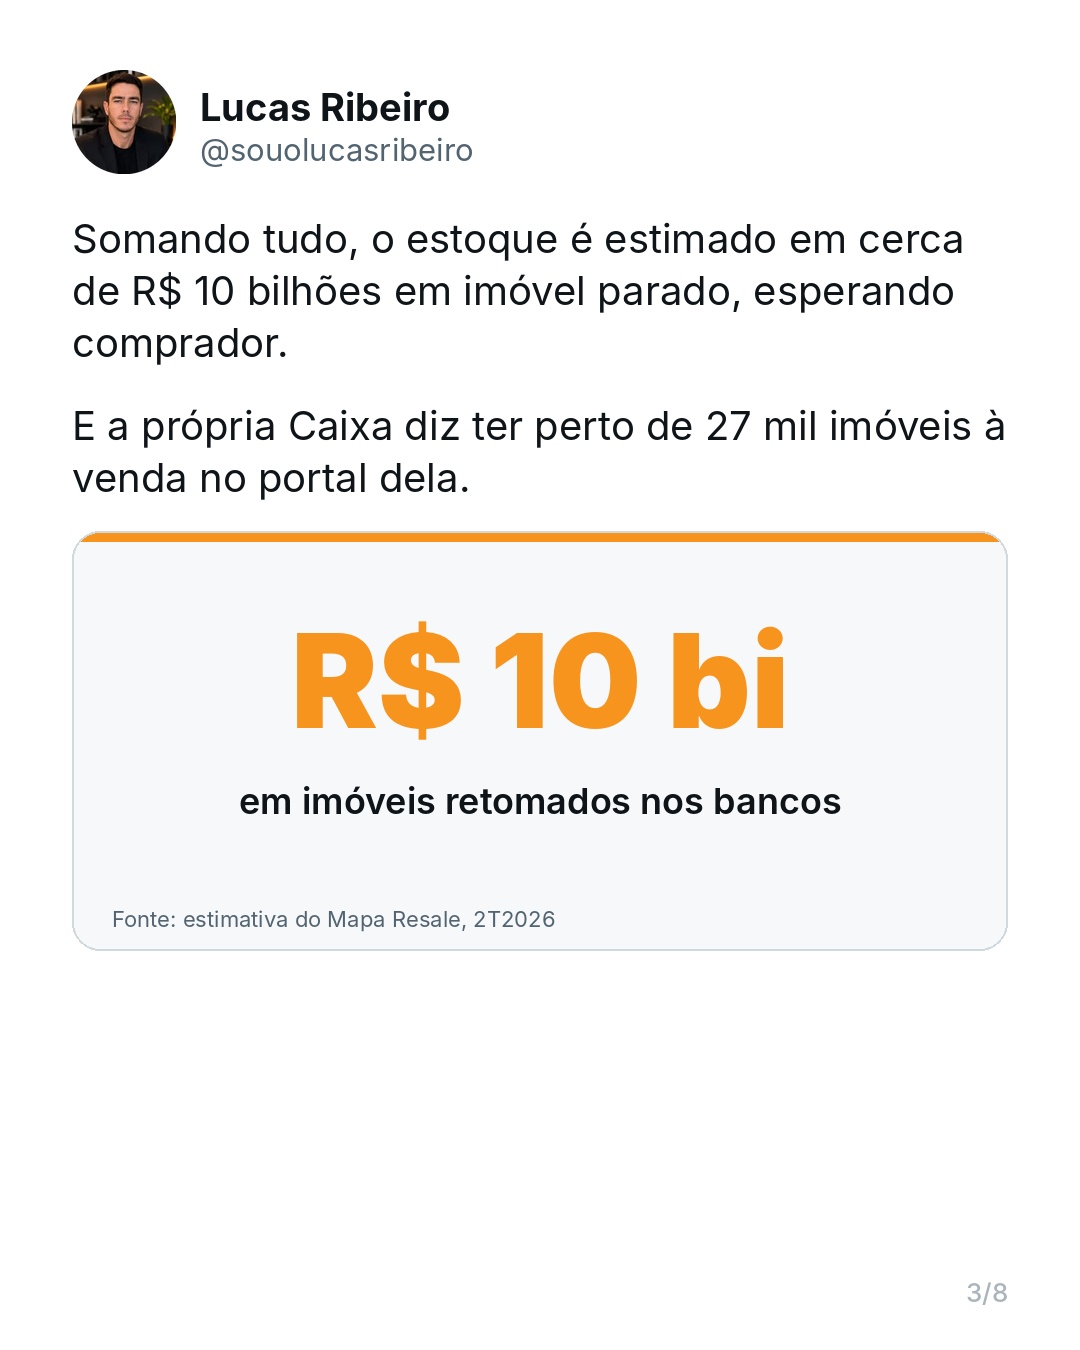 Lucas Ribeiro
@souolucasribeiro
Somando tudo, o estoque é estimado em cerca
de R$ 10 bilhões em imóvel parado, esperando
comprador.
E a própria Caixa diz ter perto de 27 mil imóveis à
venda no portal dela.
R$ 10 bi
em imóveis retomados nos bancos
Fonte: estimativa do Mapa Resale, 2T2026
3/8